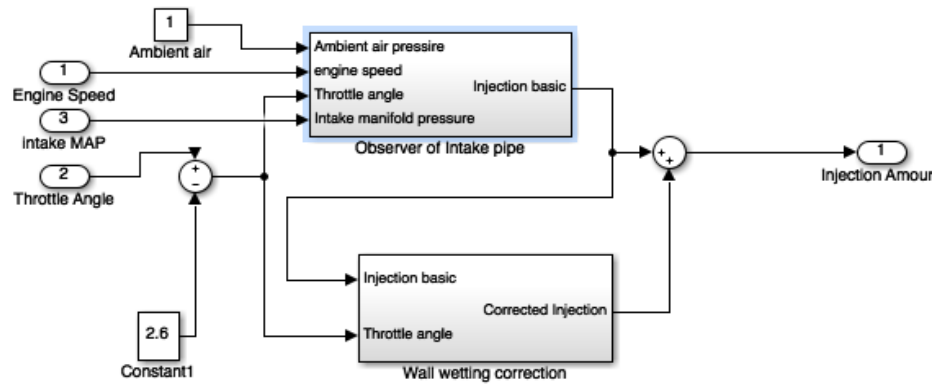 1
Ambient air
1
Engine Speed
3
intake MAP
2
Throttle Angle
+
−
2.6
Constant1
Ambient air pressire
engine speed
Throttle angle
Intake manifold pressure
Injection basic
Observer of Intake pipe
Injection basic
Throttle angle
Corrected Injection
Wall wetting correction
+
+
1
Injection Amour